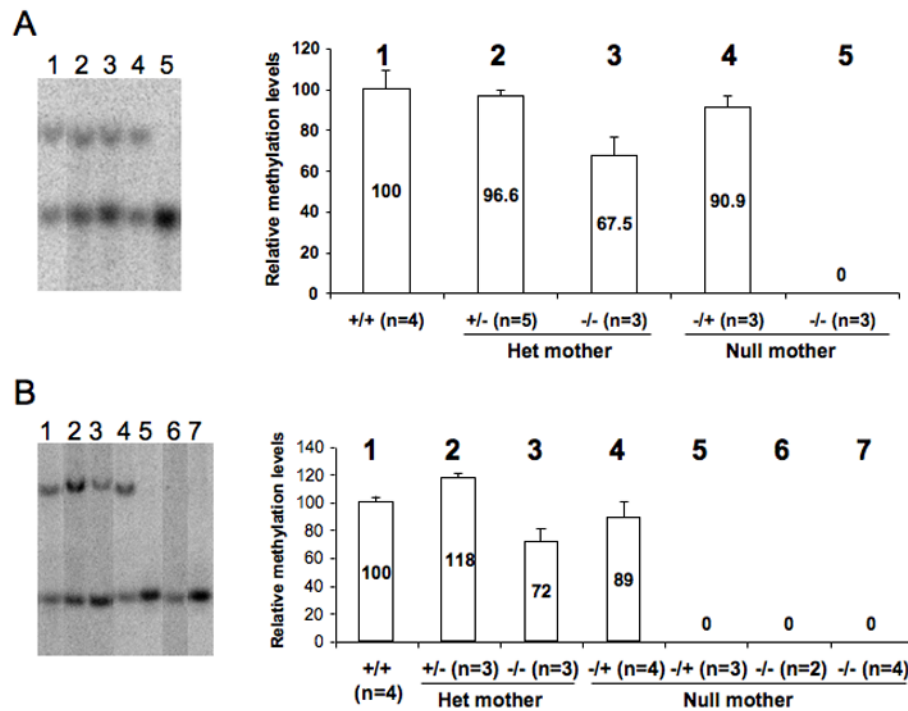 A
1 2 3 4 5
Relative methylation levels
120
100
80
60
40
20
0
1 2 3 4 5
100 96.6 67.5 90.9 0
+/+ (n=4) +/- (n=5) -/- (n=3) -/+ (n=3) -/- (n=3)
Het mother Null mother
B
1 2 3 4 5 6 7
Relative methylation levels
140
120
100
80
60
40
20
0
1 2 3 4 5 6 7
100 118 72 89 0 0 0
+/+ +/- (n=3) -/- (n=3) -/+ (n=4) -/+ (n=3) -/- (n=2) -/- (n=4)
(n=4) Het mother Null mother